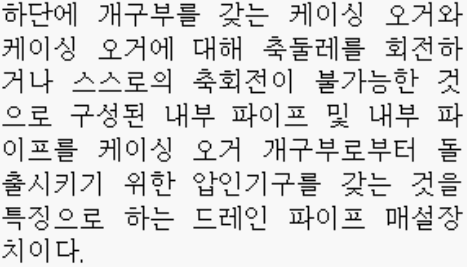 하단에 개구부를 갖는 케이싱 오거와
케이싱 오거에 대해 축둘레를 회전하
거나 스스로의 축회전이 불가능한 것
으로 구성된 내부 파이프 및 내부 파
이프를 케이싱 오거 개구부로부터 돌
출시키기 위한 압인기구를 갖는 것을
특징으로 하는 드레인 파이프 매설장
치이다.